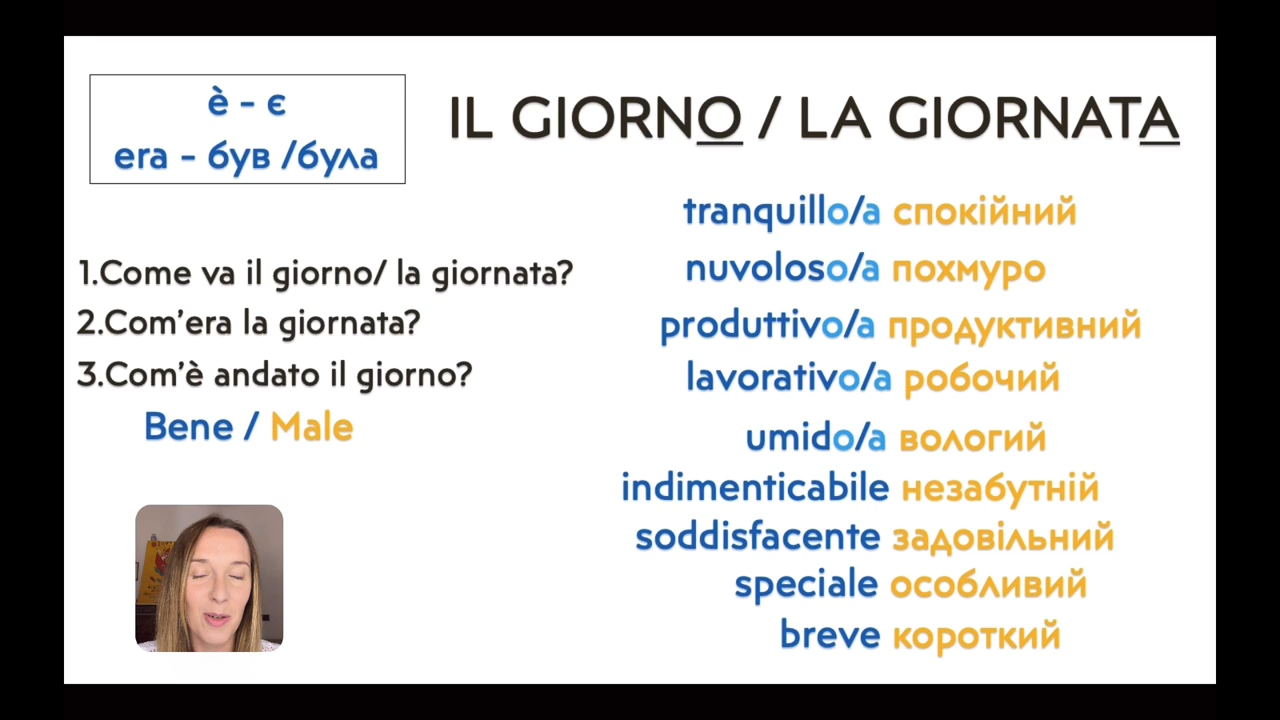 è - є
era - був /була
IL GIORNO / LA GIORNATA
1.Come va il giorno/ la giornata?
2.Com’era la giornata?
3.Com’è andato il giorno?
Bene / Male
tranquillo/a спокійний
nuvoloso/a похмуро
produttivo/a продуктивний
lavorativo/a робочий
umido/a вологий
indimenticabile незабутній
soddisfacente задовільний
speciale особливий
breve короткий